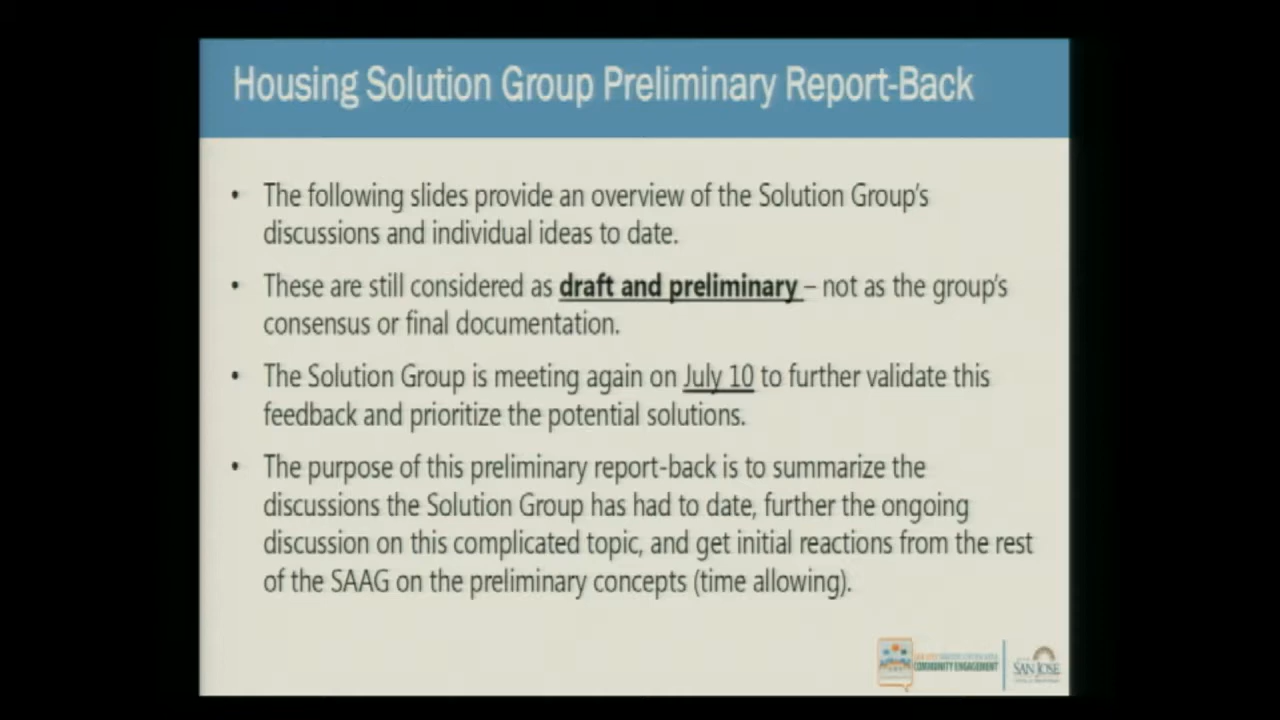 Housing Solution Group Preliminary Report-Back
• The following slides provide an overview of the Solution Group's
discussions and individual ideas to date.
• These are still considered as draft and preliminary – not as the group's
consensus or final documentation.
• The Solution Group is meeting again on July 10 to further validate this
feedback and prioritize the potential solutions.
• The purpose of this preliminary report-back is to summarize the
discussions the Solution Group has had to date, further the ongoing
discussion on this complicated topic, and get initial reactions from the rest
of the SAAG on the preliminary concepts (time allowing).
COMMUNITY ENGAGEMENT
SAN JOSE